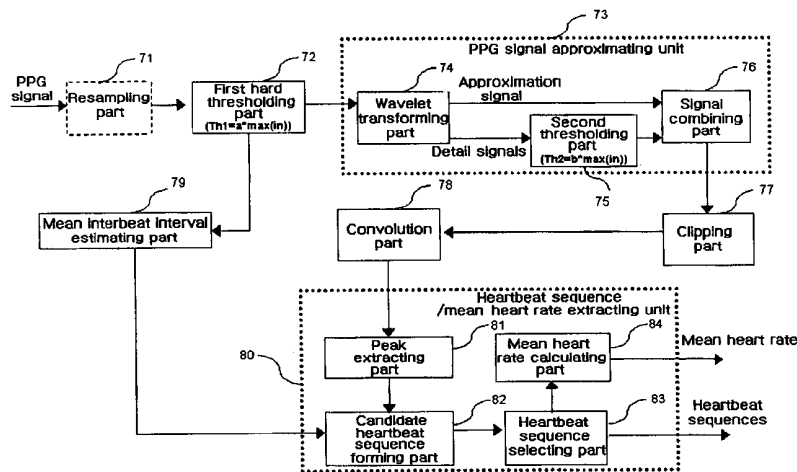 73
PPG signal approximating unit
71
72
74
76
PPG
signal
Resampling
part
First hard
thresholding part
(Th1=a*max(in))
Wavelet
transforming
part
Approximation
signal
Detail signals
Second
thresholding
part
(Th2=b*max(in))
75
Signal
combining
part
79
Mean interbeat interval
estimating part
78
Convolution
part
77
Clipping
part
Heartbeat sequence
/mean heart rate extracting unit
80
81
Peak
extracting
part
84
Mean heart
rate calculating
part
Mean heart rate
82
Candidate
heartbeat sequence
forming part
83
Heartbeat sequence
selecting part
Heartbeat
sequences